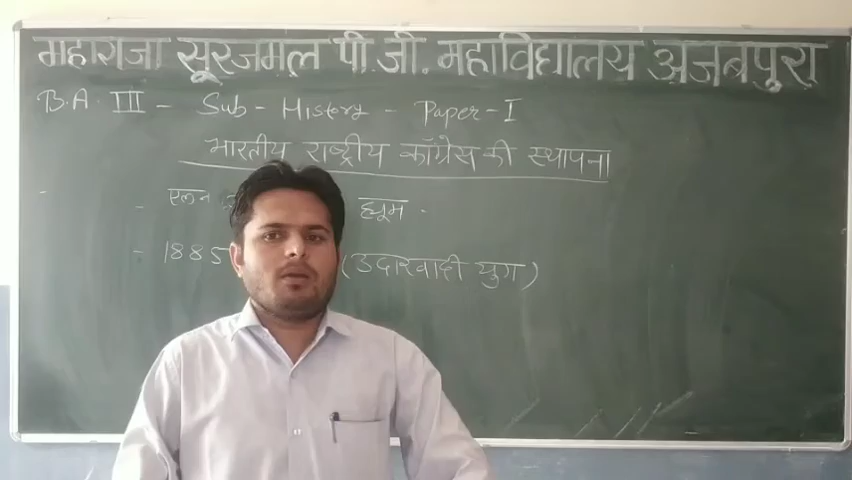 महाराजा सूरजमल पी.जी. महाविद्यालय अजबपुरा
B.A. III - Sub - History - Paper - I
भारतीय राष्ट्रीय काँग्रेस की स्थापना
- एलन ह्यूम -
- 1885 (उदारवादी युग)